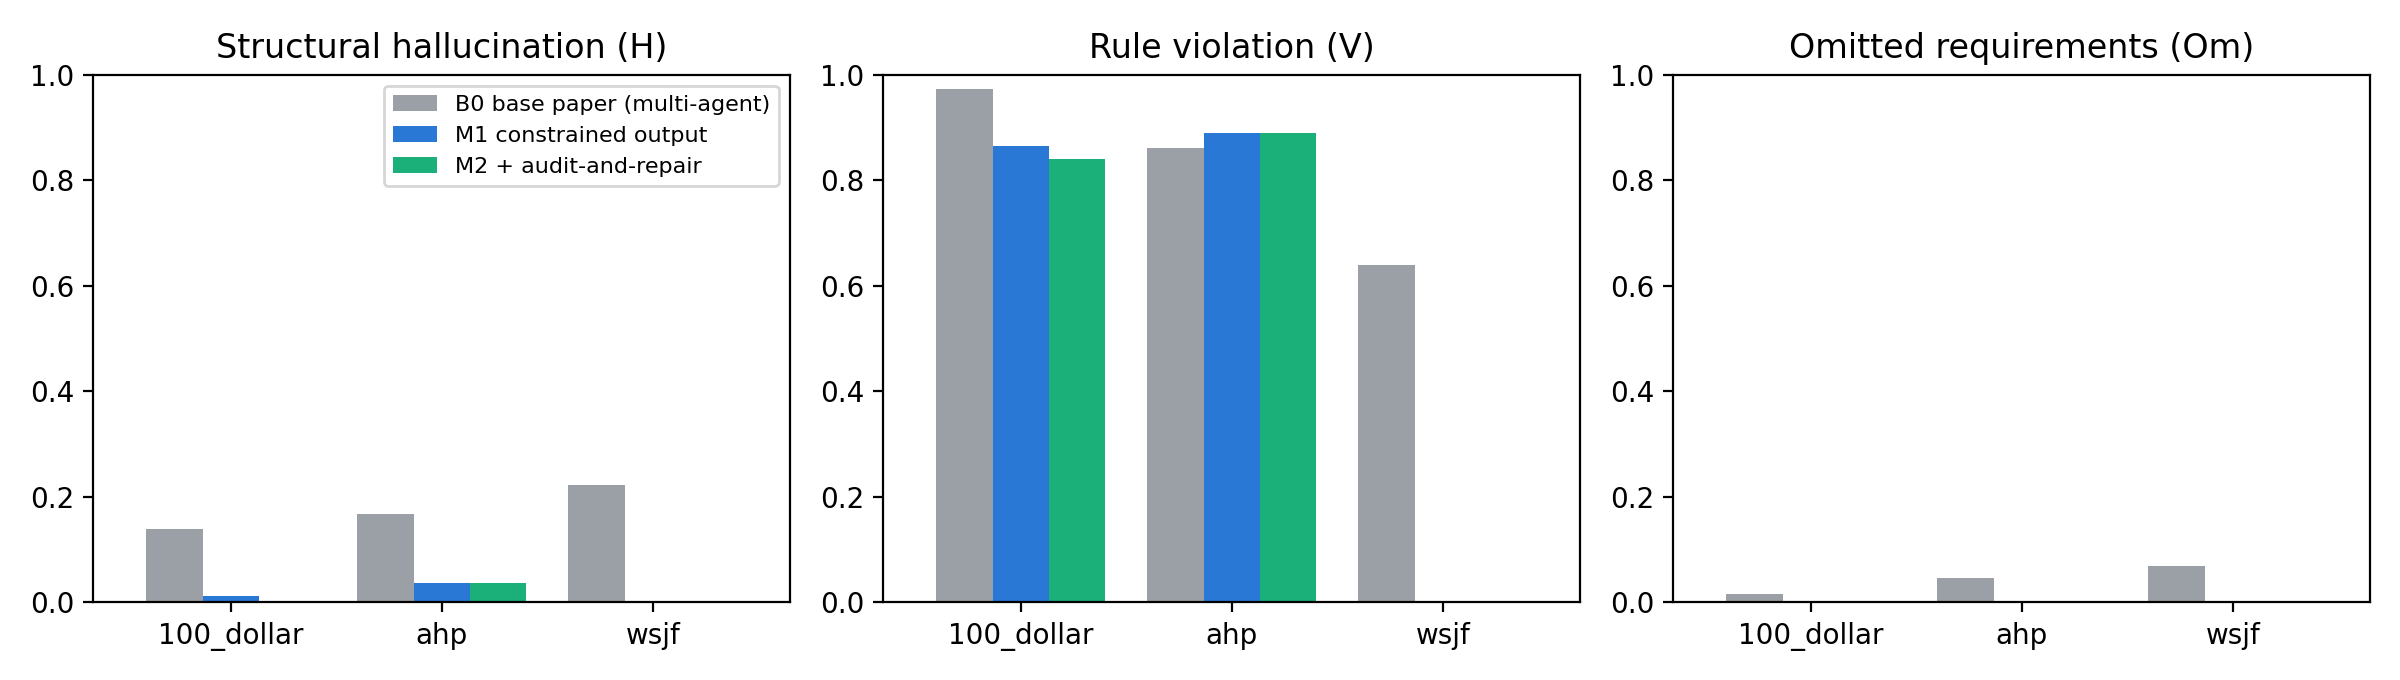 Structural hallucination (H)
1.0
0.8
0.6
0.4
0.2
0.0
B0 base paper (multi-agent)
M1 constrained output
M2 + audit-and-repair
100_dollar ahp wsjf
Rule violation (V)
1.0
0.8
0.6
0.4
0.2
0.0
100_dollar ahp wsjf
Omitted requirements (Om)
1.0
0.8
0.6
0.4
0.2
0.0
100_dollar ahp wsjf